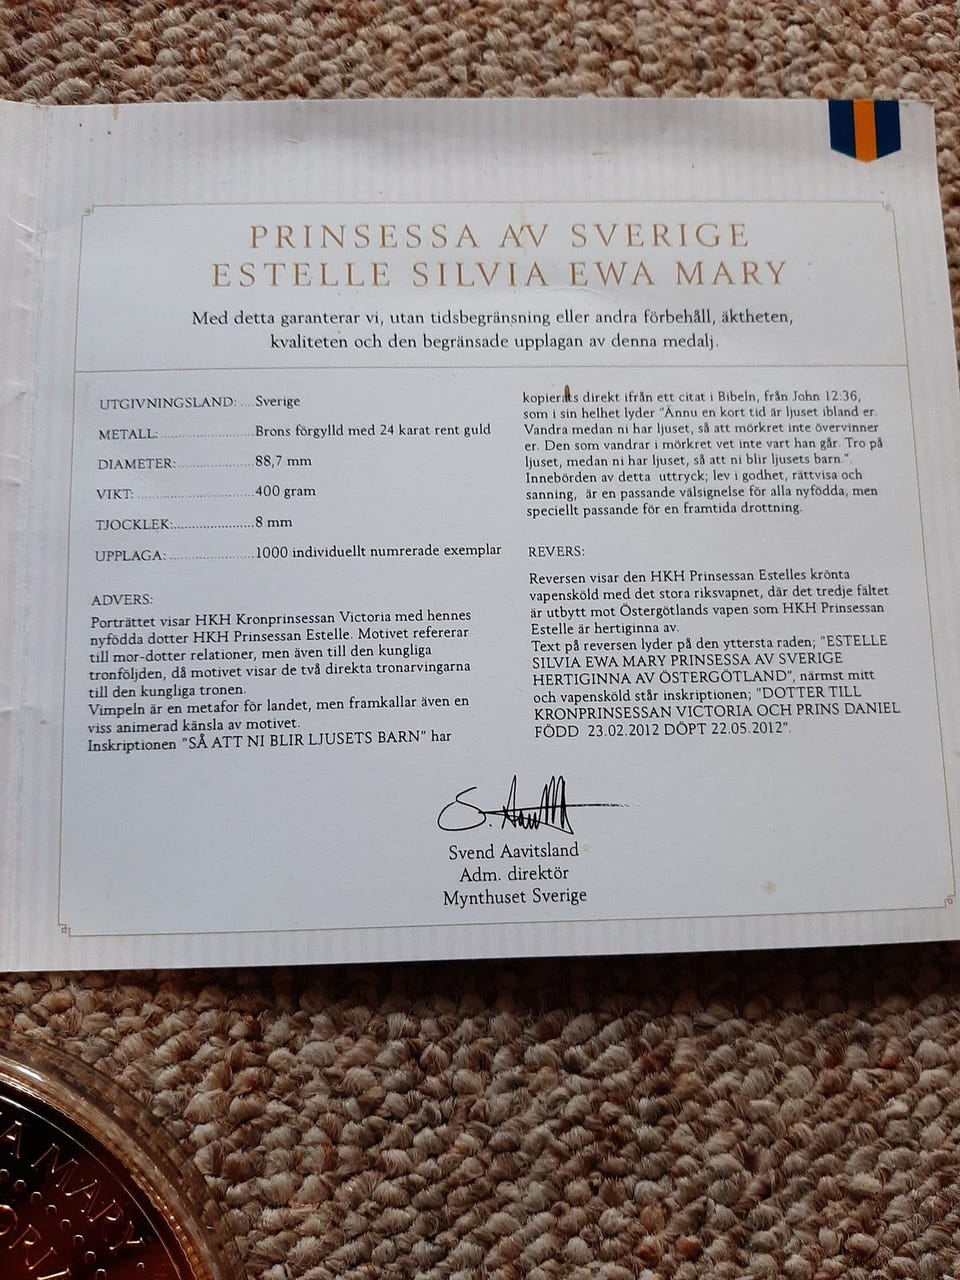 PRINSESSA AV SVERIGE
ESTELLE SILVIA EWA MARY
Med detta garanterar vi, utan tidsbegränsning eller andra förbehåll, äktheten,
kvaliteten och den begränsade upplagan av denna medalj.
UTGIVNINGSLAND:....Sverige
METALL:........................Brons förgylld med 24 karat rent guld
DIAMETER:...................88,7 mm
VIKT:.............................400 gram
TJOCKLEK:.....................8 mm
UPPLAGA:......................1000 individuellt numrerade exemplar
ADVERS:
Porträttet visar HKH Kronprinsessan Victoria med hennes
nyfödda dotter HKH Prinsessan Estelle. Motivet refererar
till mor-dotter relationer, men även till den kungliga
tronföljden, då motivet visar de två direkta tronarvingarna
till den kungliga tronen.
Vimpeln är en metafor för landet, men framkallar även en
viss animerad känsla av motivet.
Inskriptionen "SÅ ATT NI BLIR LJUSETS BARN" har
kopierats direkt ifrån ett citat i Bibeln, från John 12:36,
som i sin helhet lyder "Ännu en kort tid är ljuset ibland er.
Vandra medan ni har ljuset, så att mörkret inte övervinner
er. Den som vandrar i mörkret vet inte vart han går. Tro på
ljuset, medan ni har ljuset, så att ni blir ljusets barn.".
Innebörden av detta uttryck; lev i godhet, rättvisa och
sanning, är en passande välsignelse för alla nyfödda, men
speciellt passande för en framtida drottning.
REVERS:
Reversen visar den HKH Prinsessan Estelles krönta
vapensköld med det stora riksvapnet, där det tredje fältet
är utbytt mot Östergötlands vapen som HKH Prinsessan
Estelle är hertiginna av.
Text på reversen lyder på den yttersta raden; "ESTELLE
SILVIA EWA MARY PRINSESSA AV SVERIGE
HERTIGINNA AV ÖSTERGÖTLAND", närmst mitt
och vapensköld står inskriptionen; "DOTTER TILL
KRONPRINSESSAN VICTORIA OCH PRINS DANIEL
FÖDD 23.02.2012 DÖPT 22.05.2012".
Svend Aavitsland
Adm. direktör
Mynthuset Sverige
A MARY